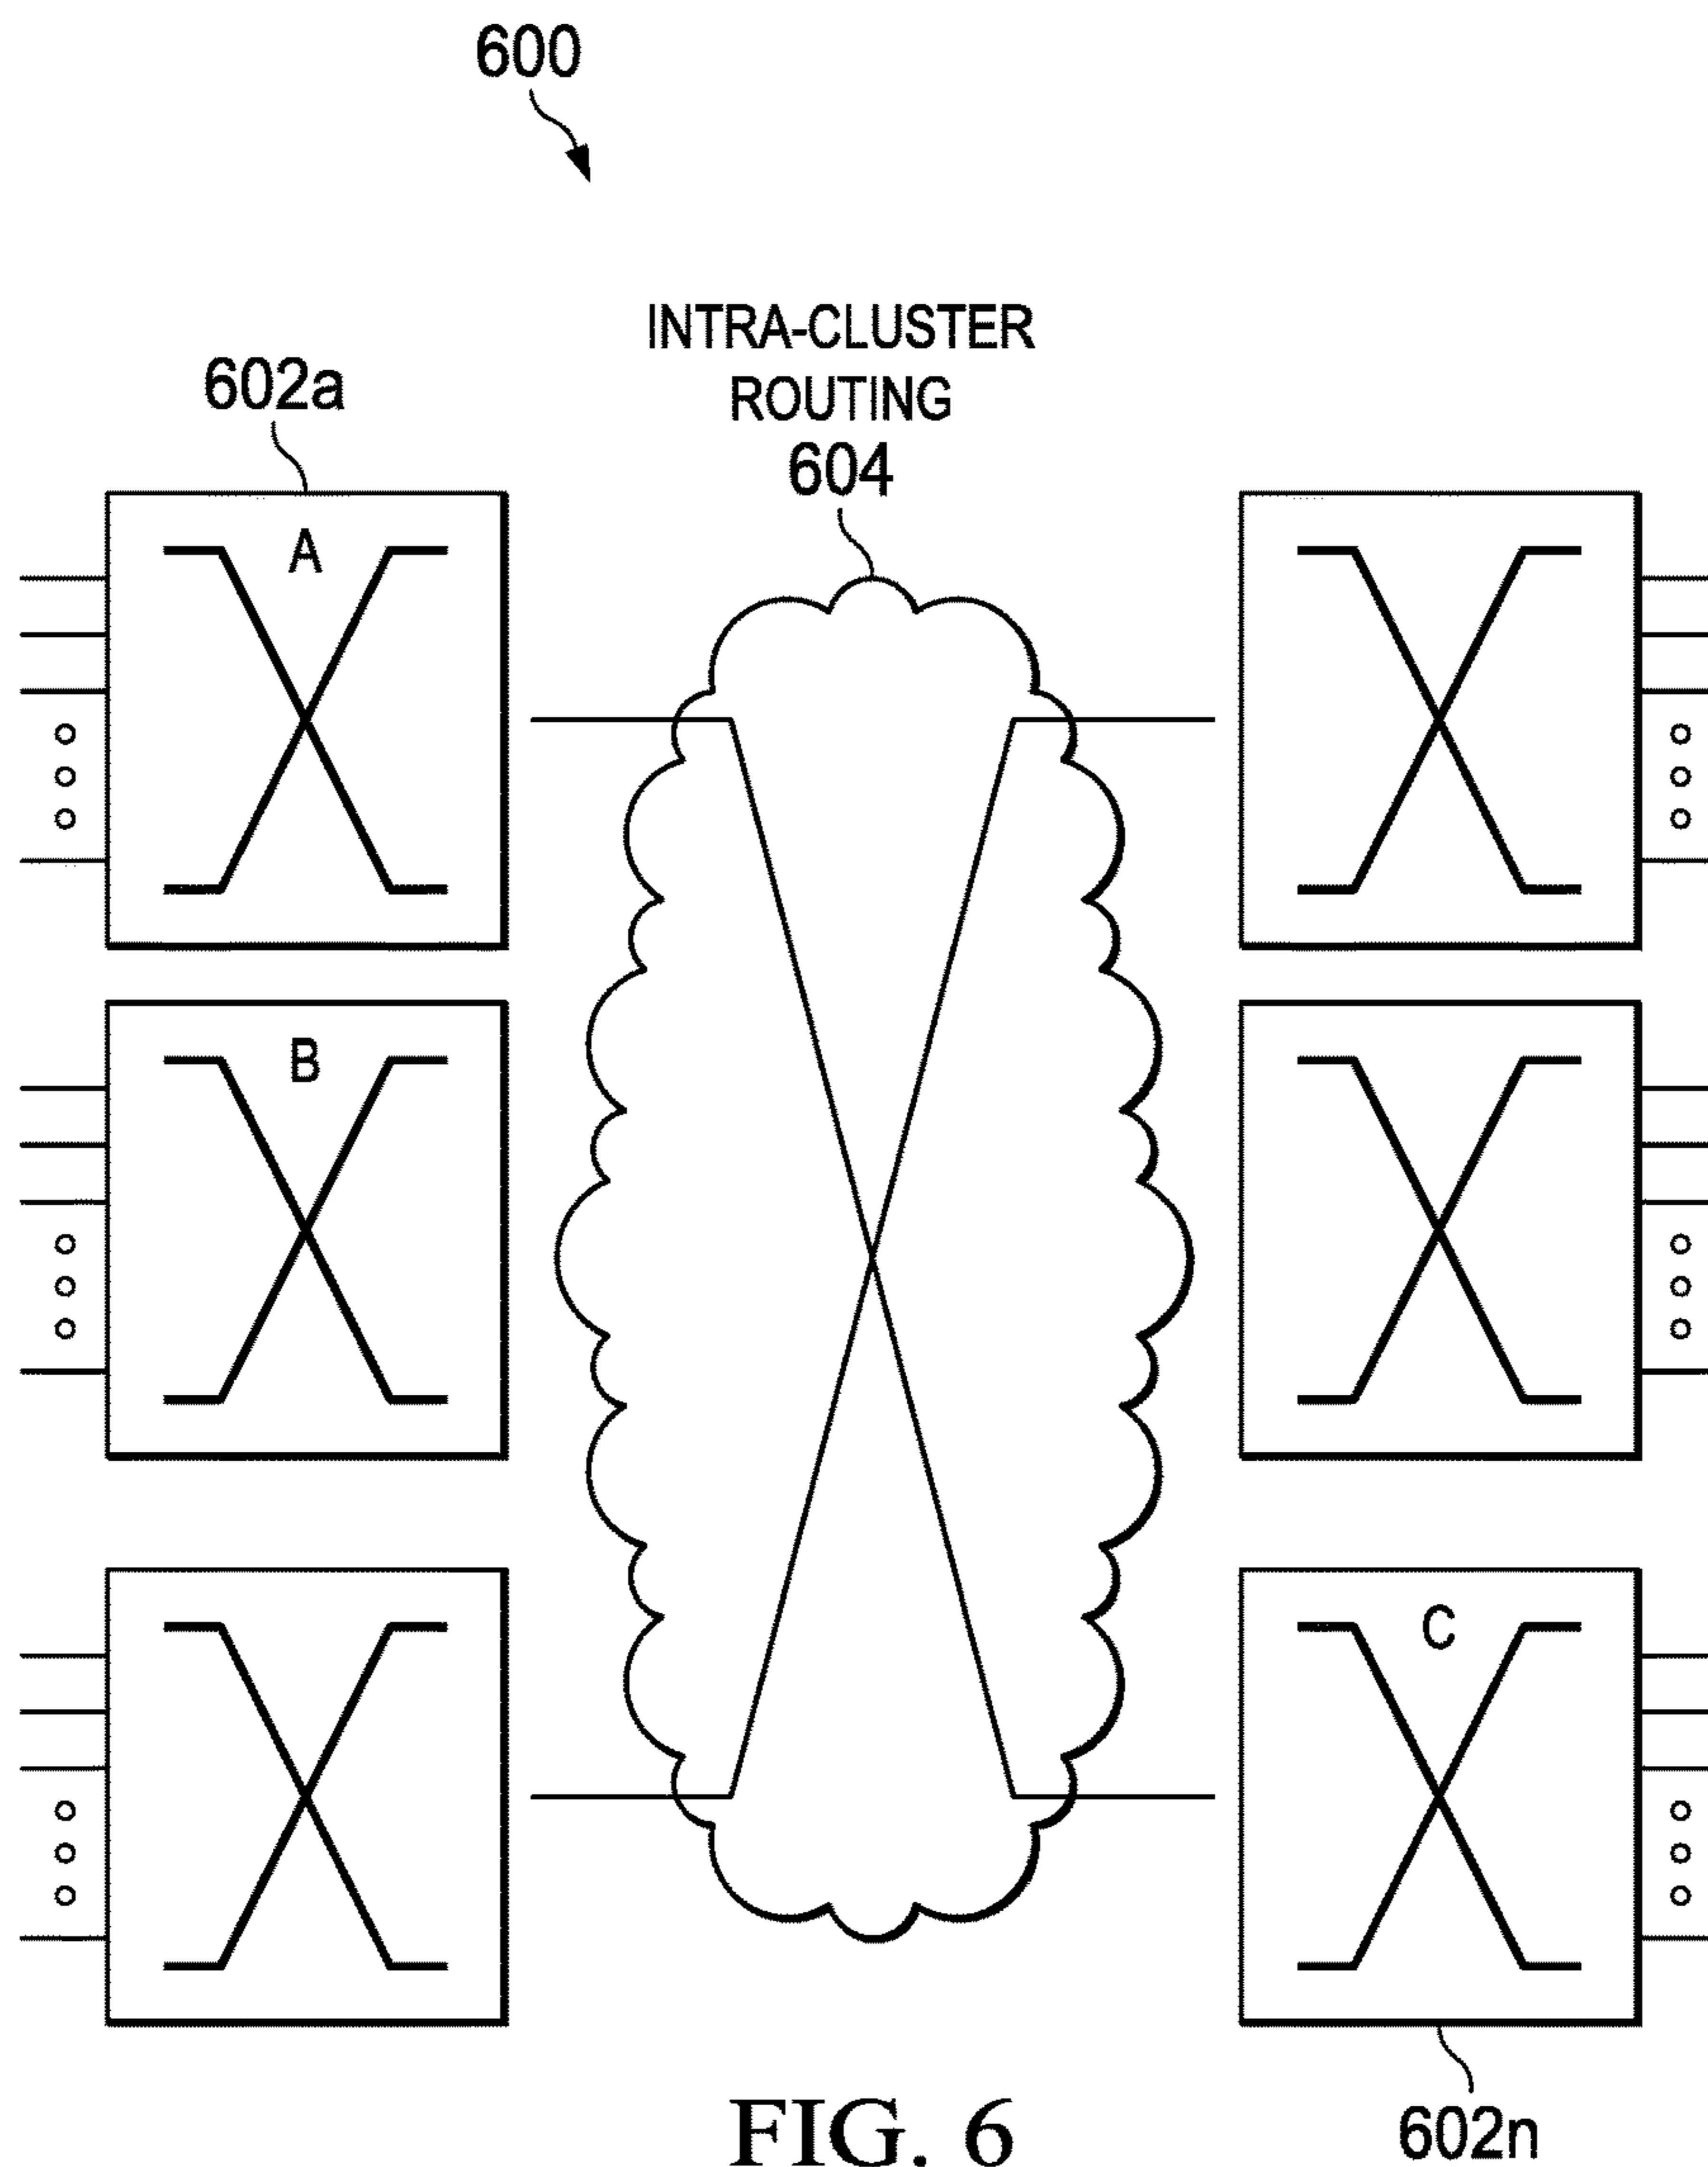 600
INTRA-CLUSTER
ROUTING
604
602a
A
B
C
602n
FIG. 6